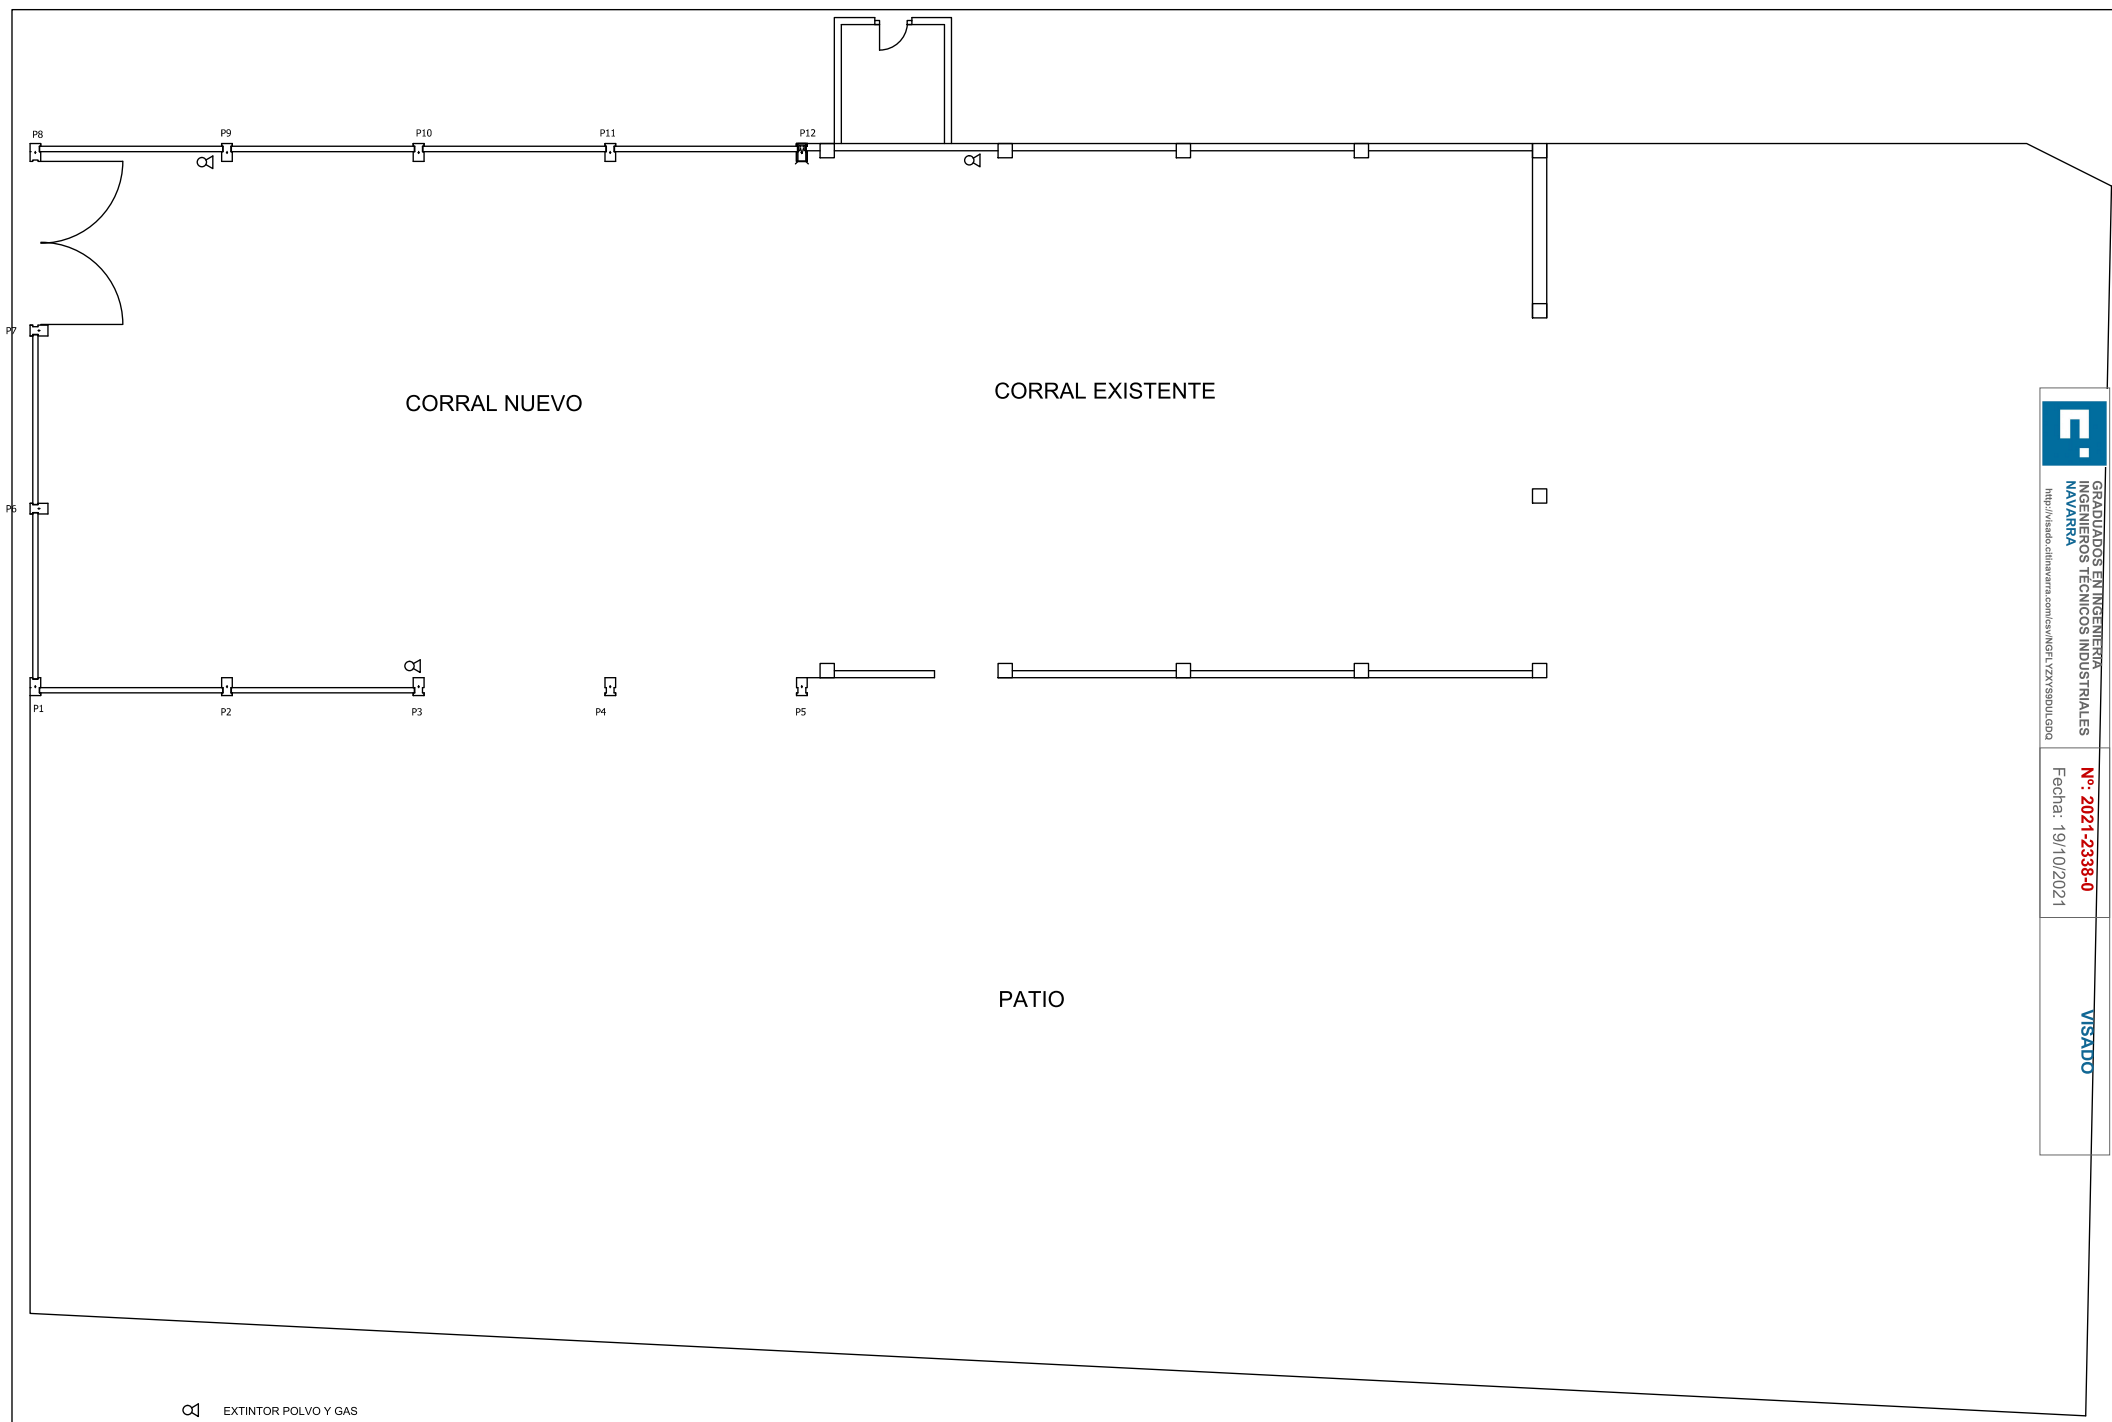 P8
P9
P10
P11
P12
P7
CORRAL NUEVO
CORRAL EXISTENTE
P6
P1
P2
P3
P4
P5
PATIO
EXTINTOR POLVO Y GAS
GRADUADOS EN INGENIERIA
INGENIEROS TÉCNICOS INDUSTRIALES
NAVARRA
http://visado.citinavarra.com/csv/NGFLYZXYS9DULGDQ
Nº: 2021-2338-0
Fecha: 19/10/2021
VISADO